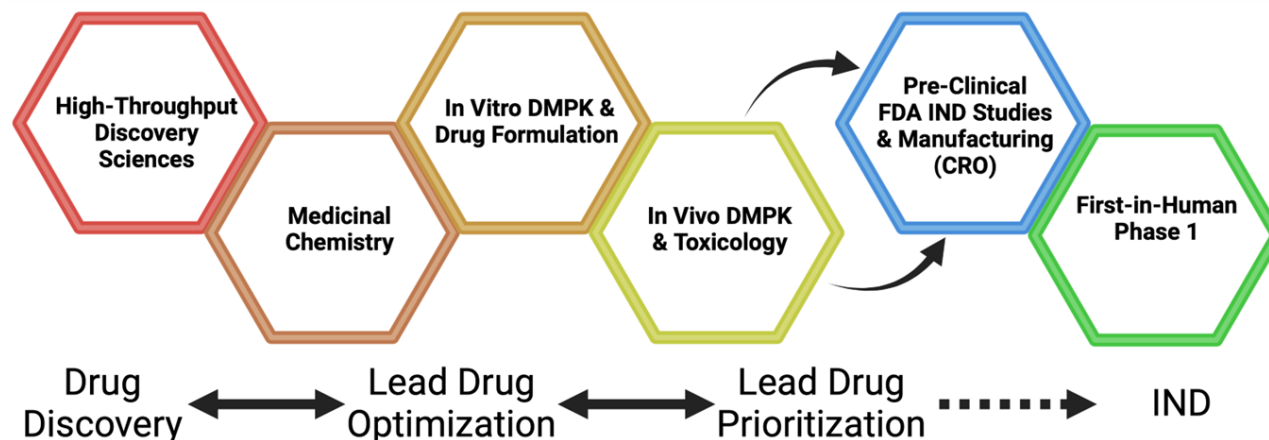 High-Throughput
Discovery
Sciences
Medicinal
Chemistry
In Vitro DMPK &
Drug Formulation
In Vivo DMPK
& Toxicology
Pre-Clinical
FDA IND Studies
& Manufacturing
(CRO)
First-in-Human
Phase 1
Drug
Discovery
Lead Drug
Optimization
Lead Drug
Prioritization
IND